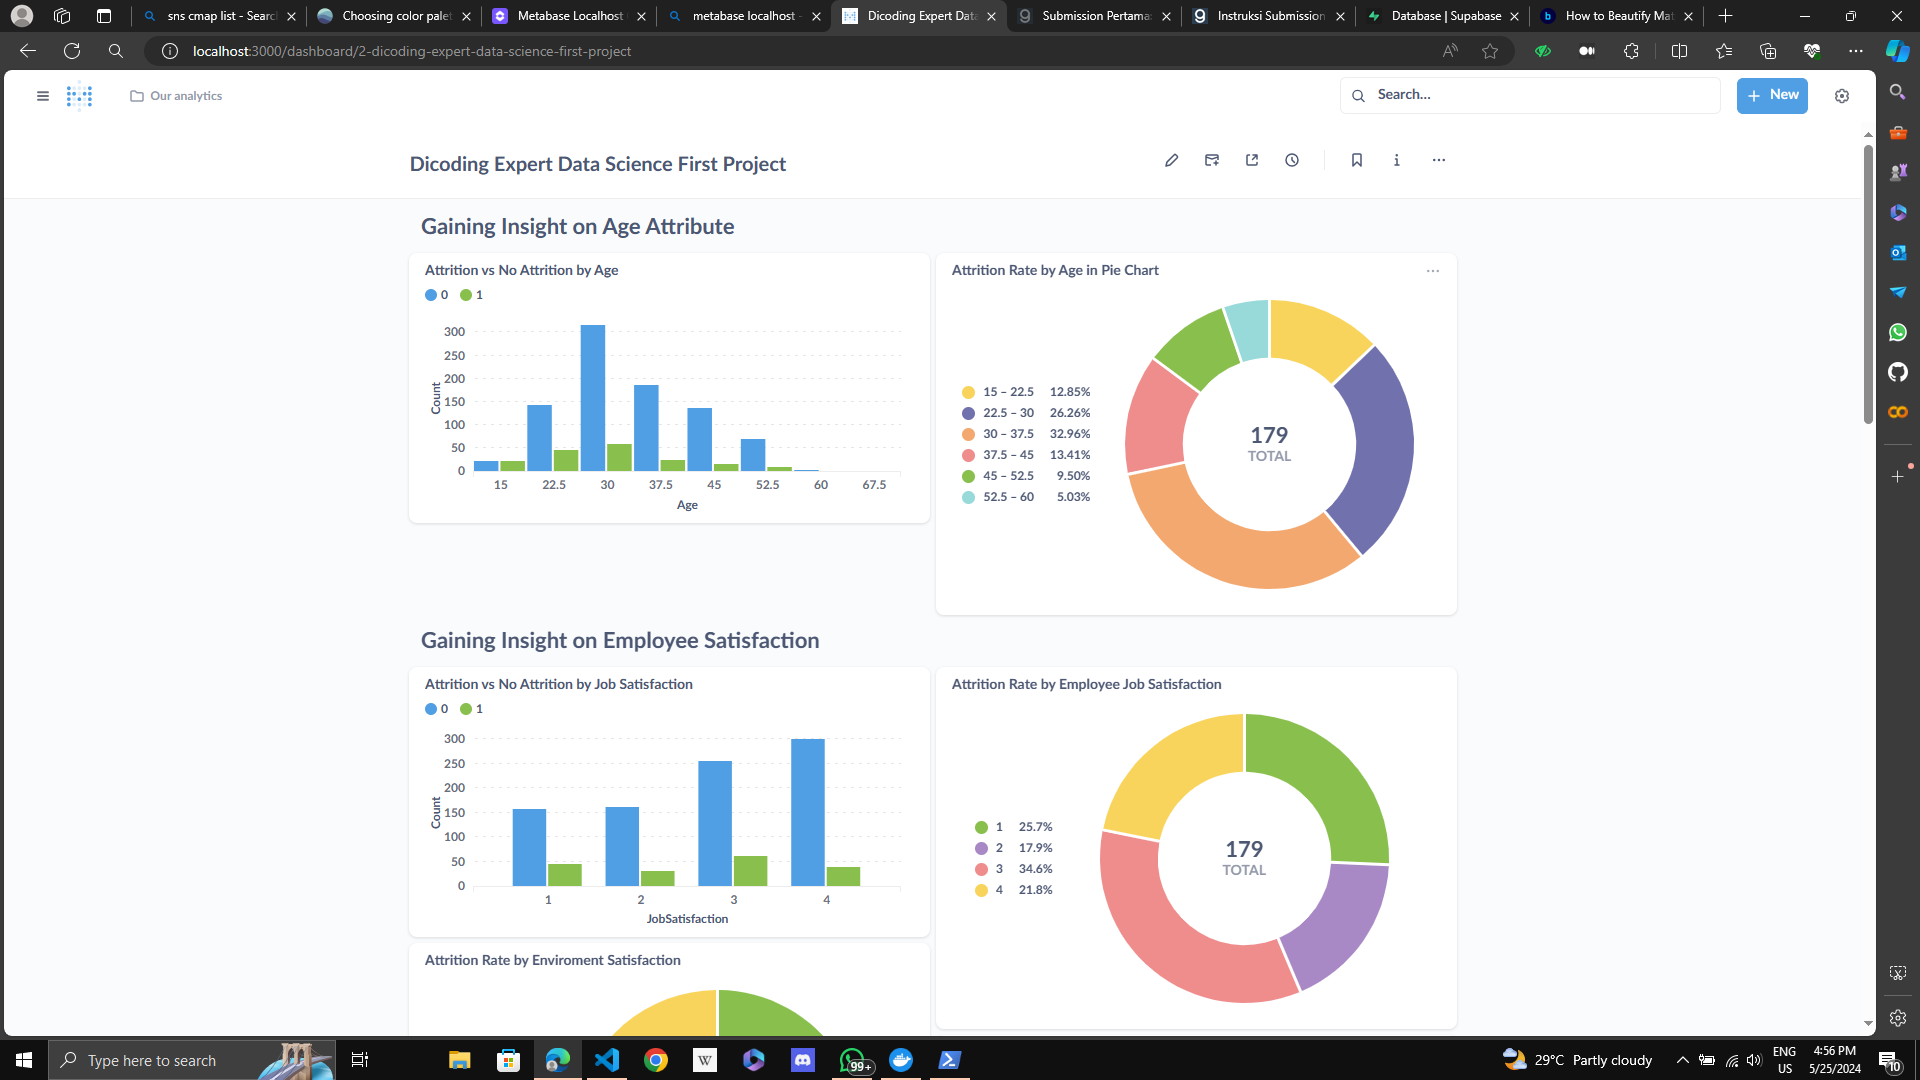 sns cmap list - Searc
Choosing color palet
Metabase Localhost
metabase localhost -
Dicoding Expert Data
Submission Pertama:
Instruksi Submission
Database | Supabase
How to Beautify Mat
localhost:3000/dashboard/2-dicoding-expert-data-science-first-project
Our analytics
Search...
+ New
Dicoding Expert Data Science First Project
Gaining Insight on Age Attribute
Attrition vs No Attrition by Age
0 1
300
250
200
150
100
50
0
Count
15 22.5 30 37.5 45 52.5 60 67.5
Age
Attrition Rate by Age in Pie Chart
15 – 22.5 12.85%
22.5 – 30 26.26%
30 – 37.5 32.96%
37.5 – 45 13.41%
45 – 52.5 9.50%
52.5 – 60 5.03%
179
TOTAL
Gaining Insight on Employee Satisfaction
Attrition vs No Attrition by Job Satisfaction
0 1
300
250
200
150
100
50
0
Count
1 2 3 4
JobSatisfaction
Attrition Rate by Employee Job Satisfaction
1 25.7%
2 17.9%
3 34.6%
4 21.8%
179
TOTAL
Attrition Rate by Enviroment Satisfaction
Type here to search
99+
29°C Partly cloudy
ENG
US
4:56 PM
5/25/2024
10